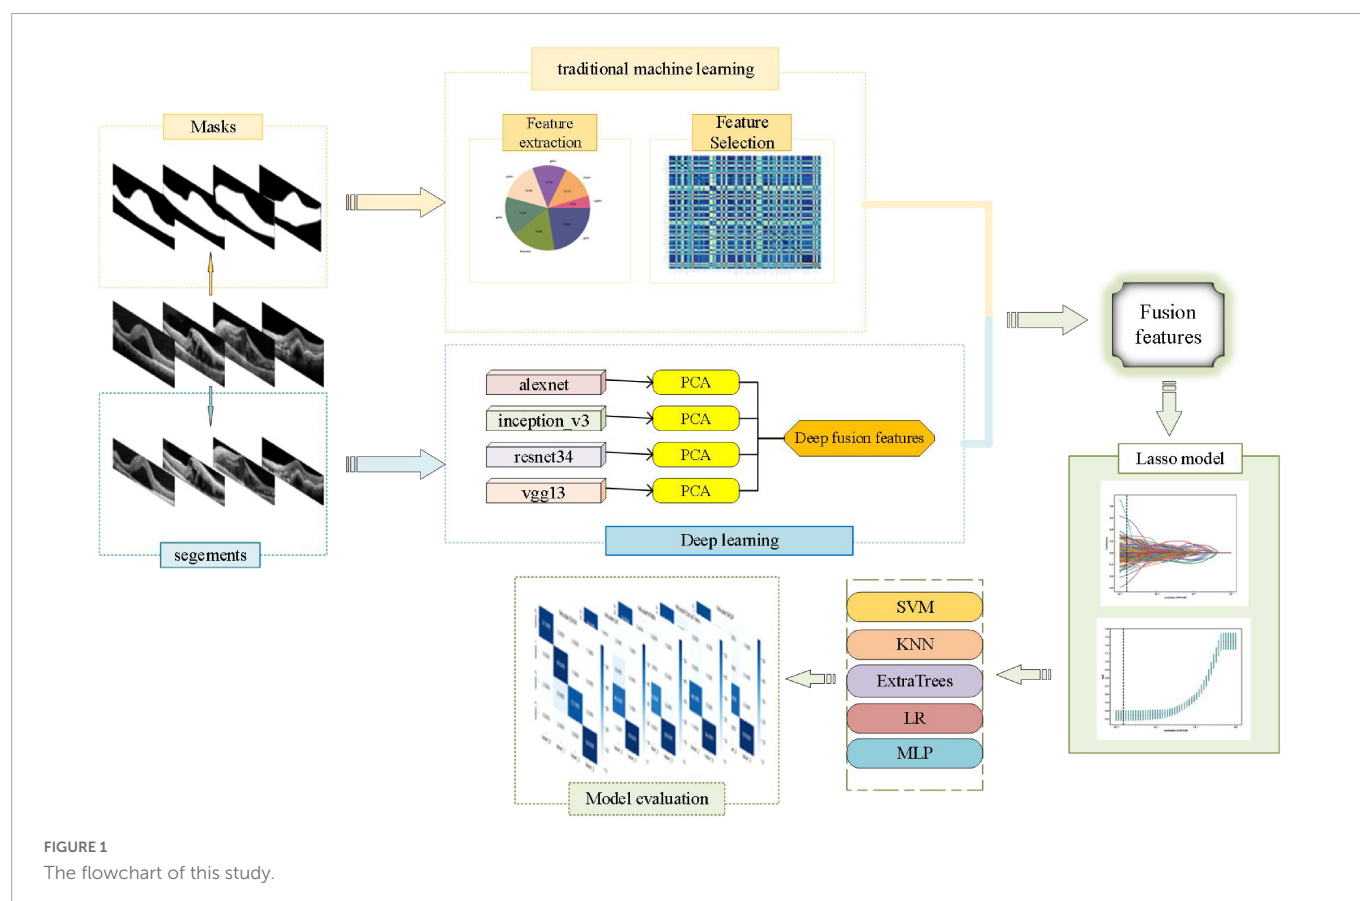 traditional machine learning
Masks
Feature
extraction
Feature
Selection
Fusion
features
alexnet
PCA
inception_v3
PCA
Deep fusion features
resnet34
PCA
vgg13
PCA
Deep learning
segements
Lasso model
SVM
KNN
ExtraTrees
LR
MLP
Model evaluation
FIGURE 1
The flowchart of this study.